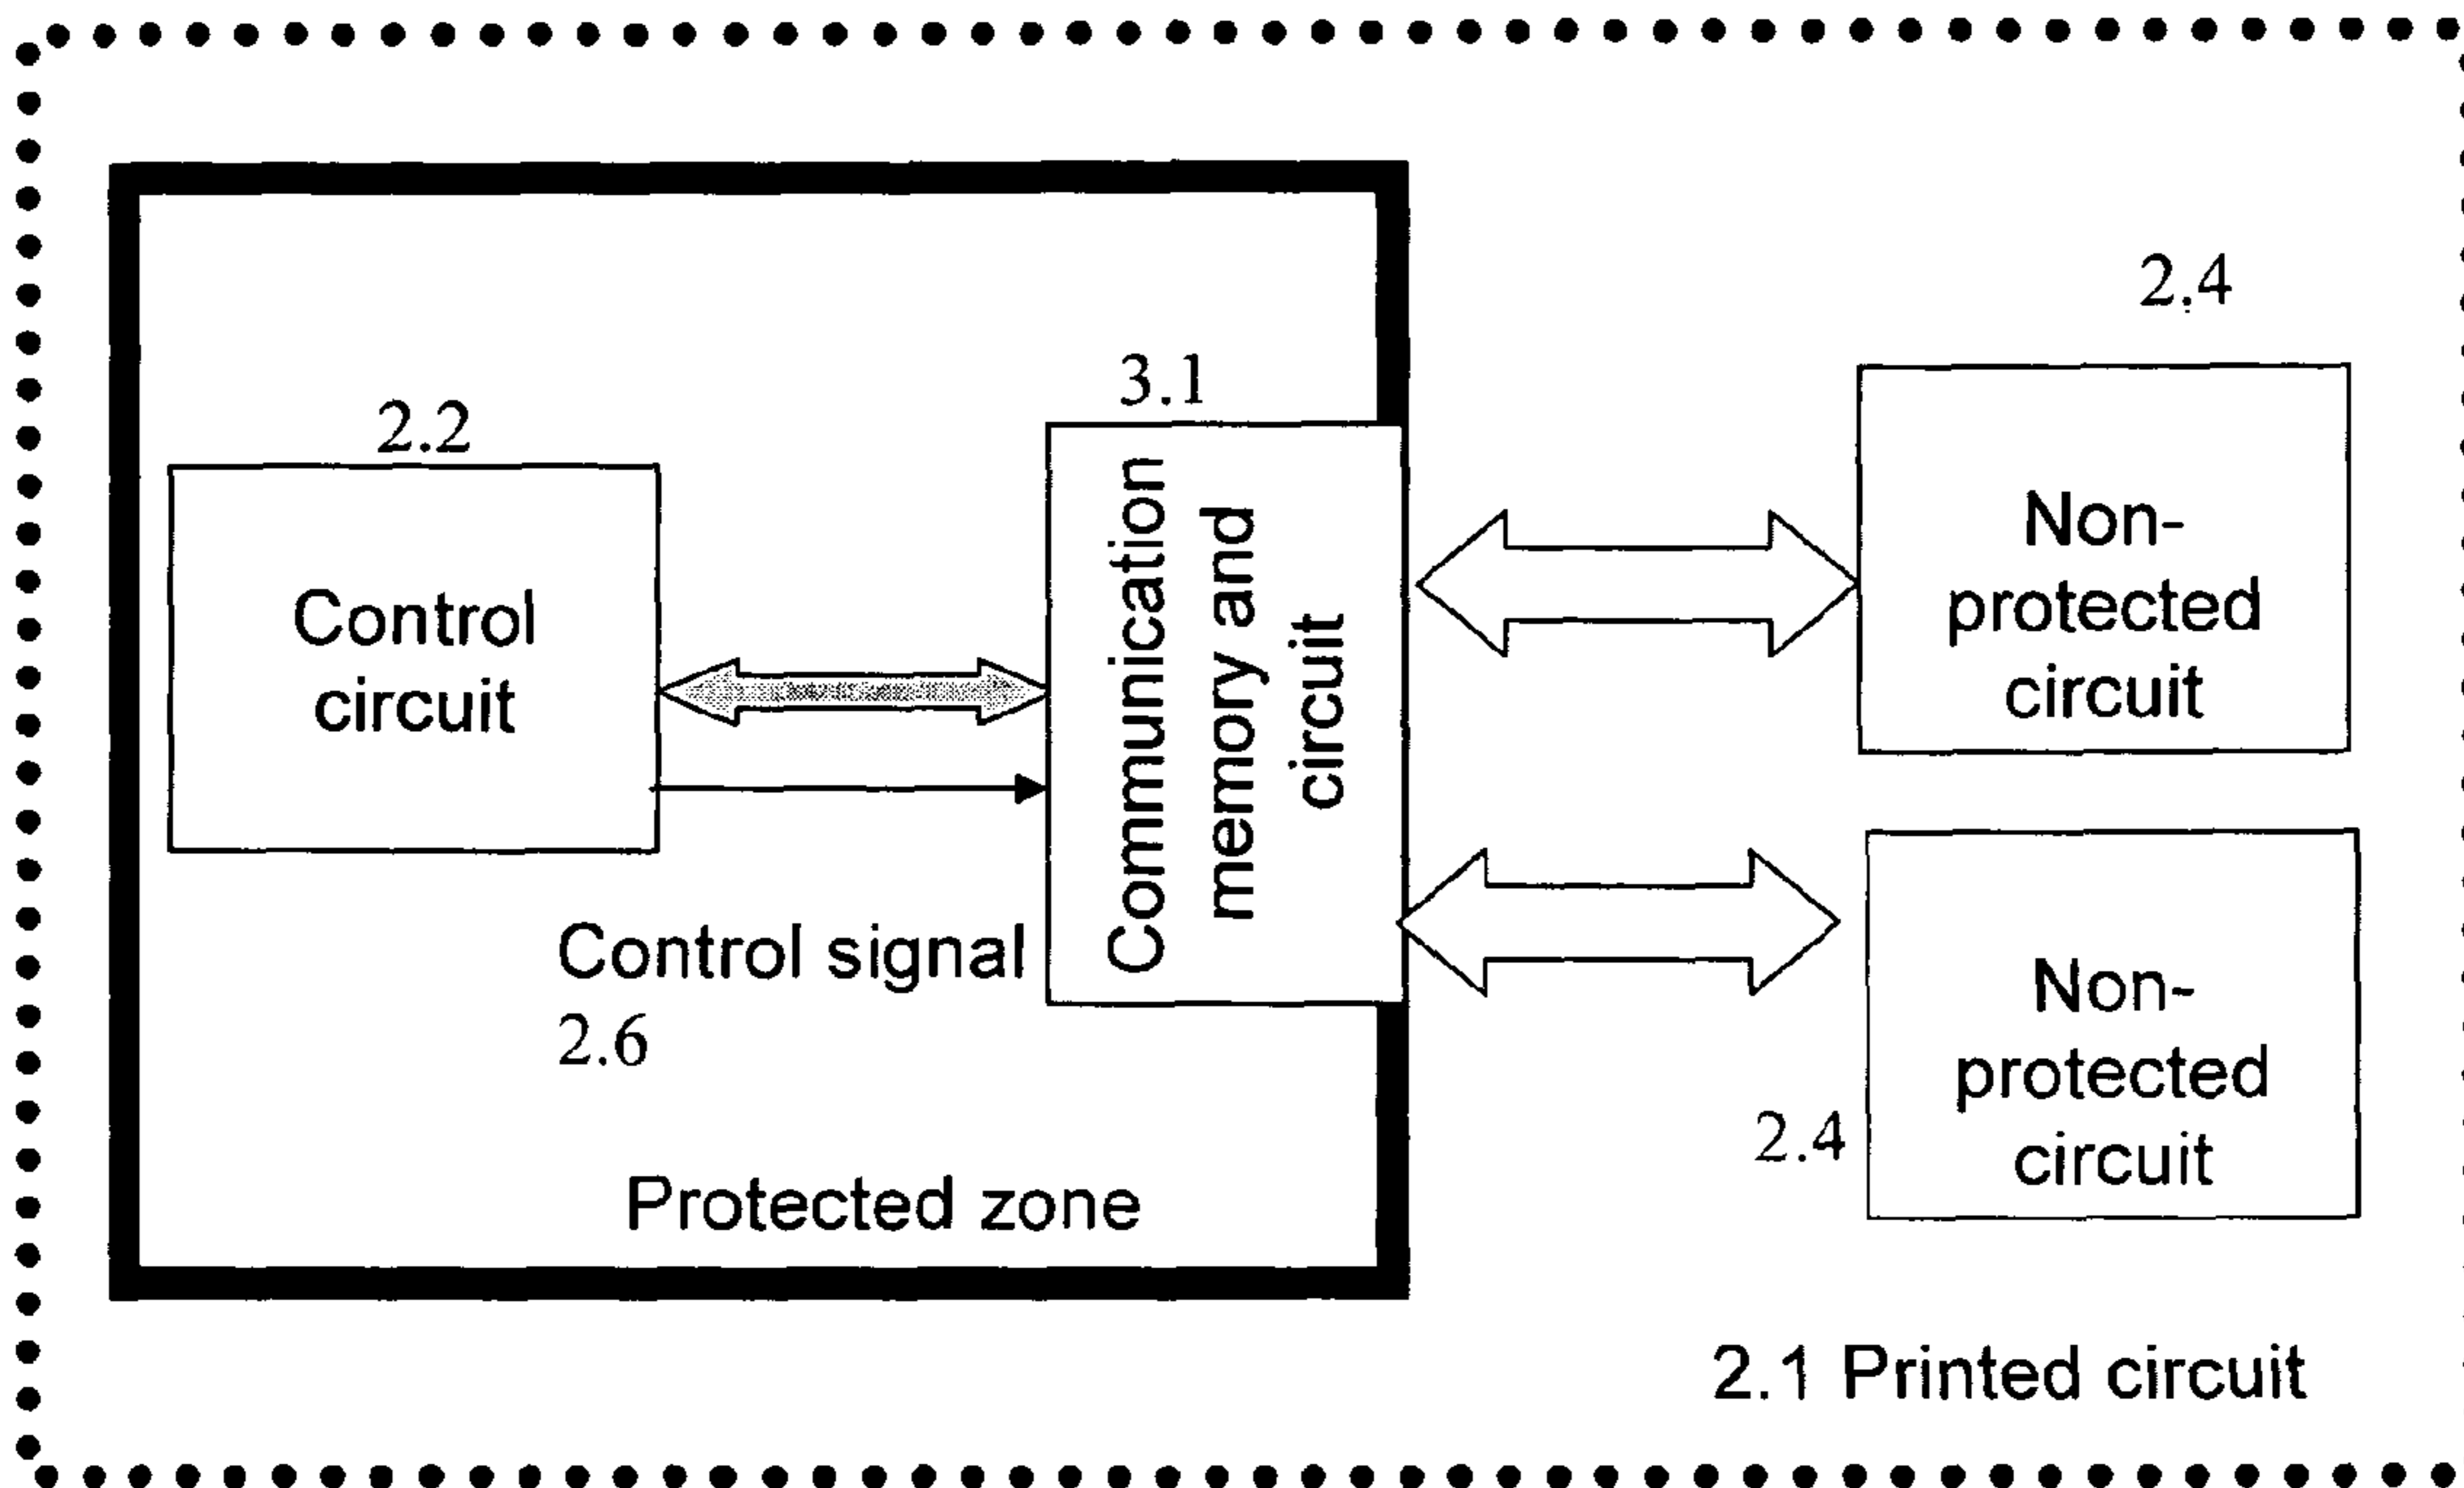 2.4
3.1
2.2
Non-
protected
circuit
Control
circuit
Communication
memory and
circuit
Control signal
2.6
Non-
protected
circuit
2.4
Protected zone
2.1 Printed circuit